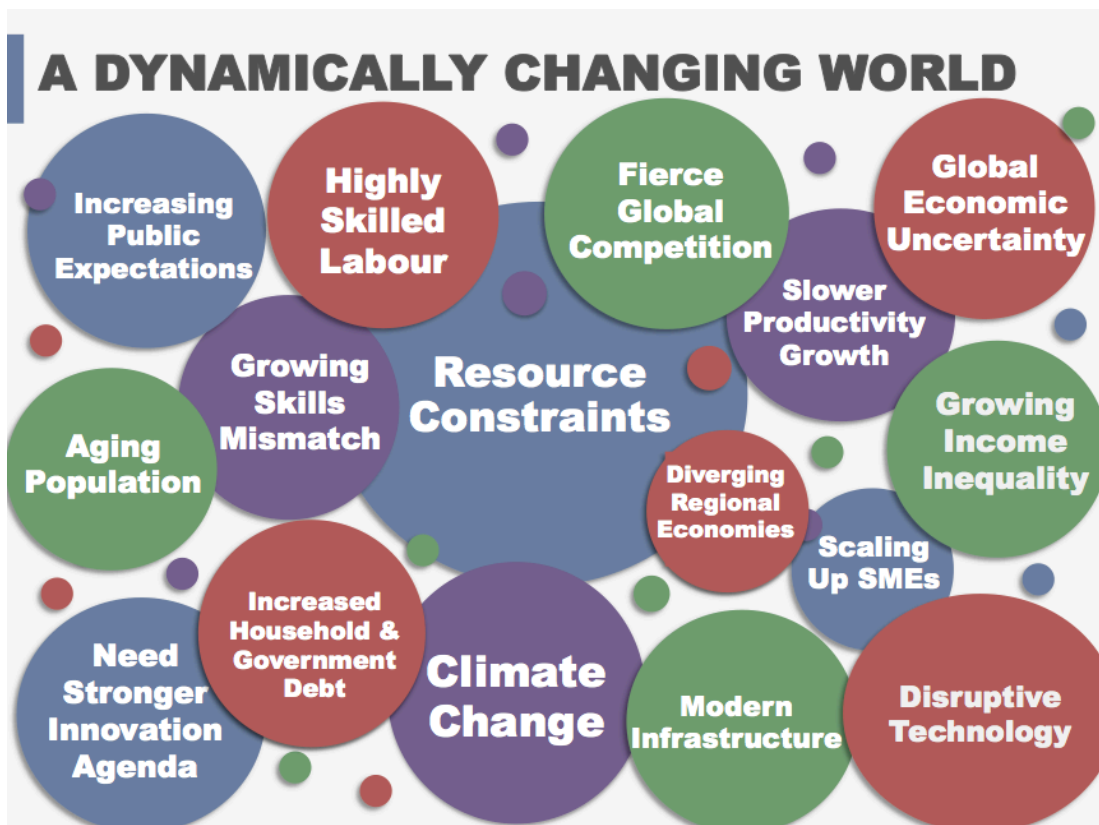 A DYNAMICALLY CHANGING WORLD
Increasing
Public
Expectations
Highly
Skilled
Labour
Fierce
Global
Competition
Global
Economic
Uncertainty
Slower
Productivity
Growth
Growing
Skills
Mismatch
Resource
Constraints
Growing
Income
Inequality
Aging
Population
Diverging
Regional
Economies
Scaling
Up SMEs
Increased
Household &
Government
Debt
Need
Stronger
Innovation
Agenda
Climate
Change
Modern
Infrastructure
Disruptive
Technology